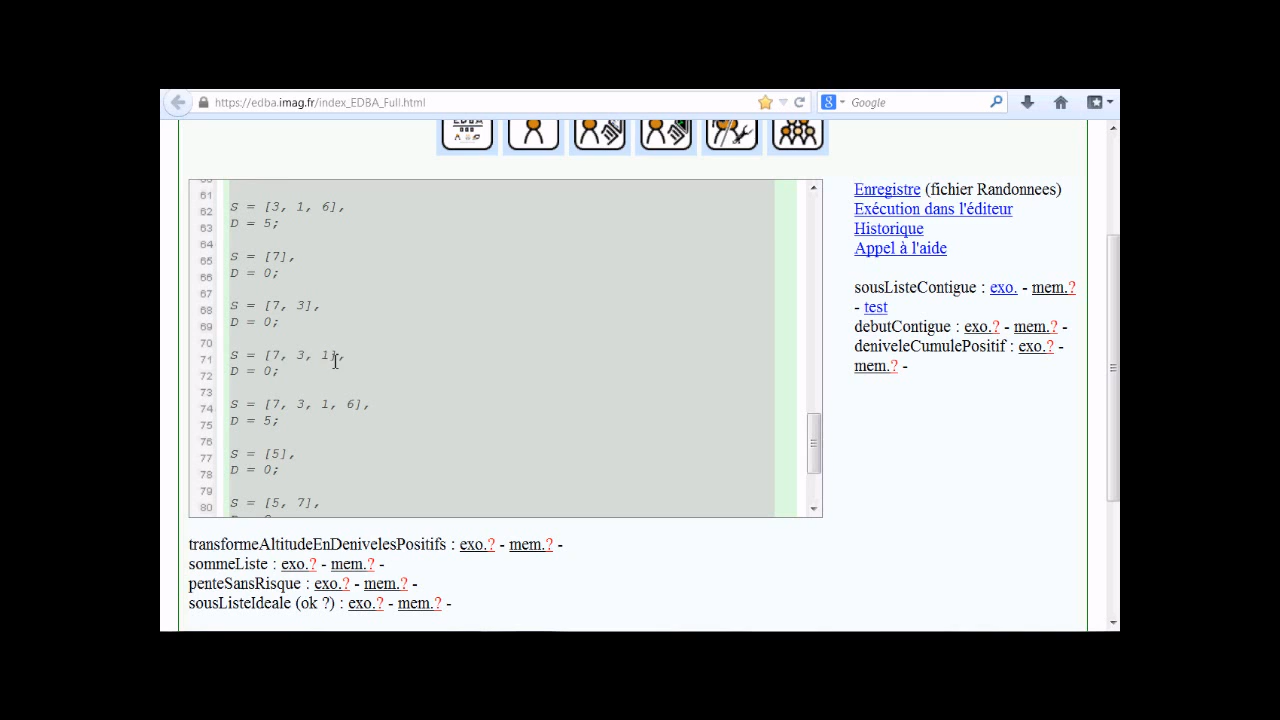 https://edba.imag.fr/index_EDBA_Full.html
Google
EDBA
61
62 S = [3, 1, 6],
63 D = 5;
64
65 S = [7],
66 D = 0;
67
68 S = [7, 3],
69 D = 0;
70
71 S = [7, 3, 1],
72 D = 0;
73
74 S = [7, 3, 1, 6],
75 D = 5;
76
77 S = [5],
78 D = 0;
79
80 S = [5, 7],
Enregistre (fichier Randonnees)
Exécution dans l'éditeur
Historique
Appel à l'aide
sousListeContigue : exo. - mem.?
- test
debutContigue : exo.? - mem.? -
deniveleCumulePositif : exo.? -
mem.? -
transformeAltitudeEnDenivelesPositifs : exo.? - mem.? -
sommeListe : exo.? - mem.? -
penteSansRisque : exo.? - mem.? -
sousListeIdeale (ok ?) : exo.? - mem.? -